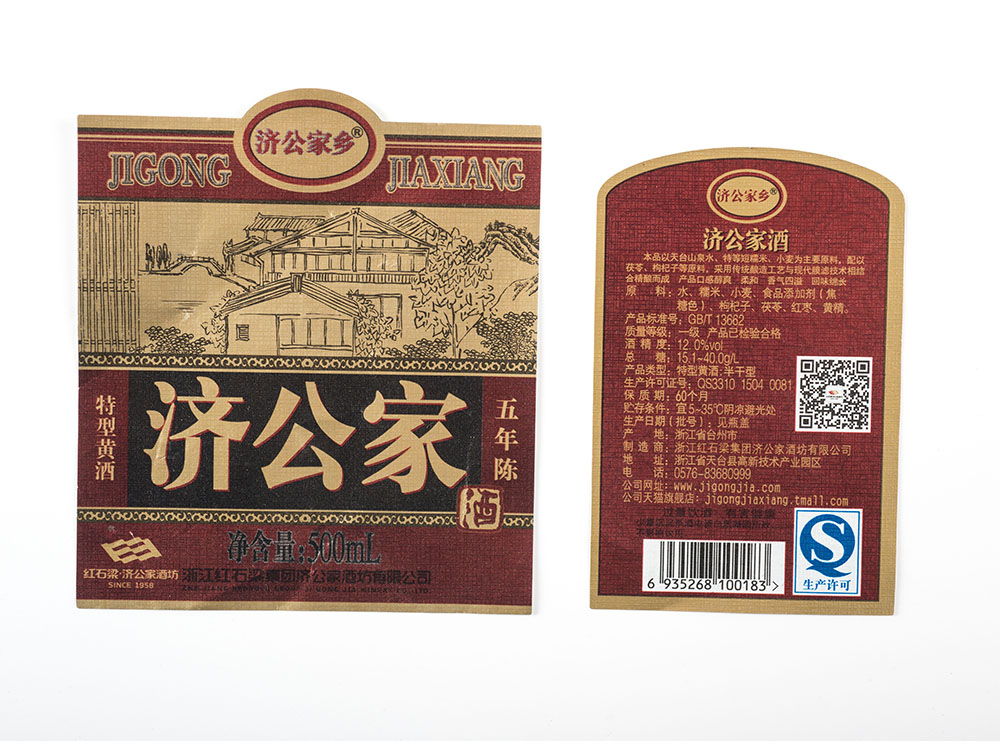 济公家乡®
JIGONG JIAXIANG
特型黄酒
济公家
五年陈
酒
净含量:500mL
红石梁·济公家酒坊
SINCE 1958
浙江红石梁集团济公家酒坊有限公司
济公家乡®
济公家酒
本品以天台山泉水、特等短糯米、小麦为主要原料，配以
茯苓、枸杞子等原料，采用传统酿造工艺与现代膜滤技术相结
合精酿而成 产品口感醇爽 柔和 香气四溢 回味绵长
原 料：水、糯米、小麦、食品添加剂（焦
糖色）、枸杞子、茯苓、红枣、黄精。
产品标准号：GB/T 13662
质量等级：一级 产品已检验合格
酒 精 度：12.0%vol
总 糖：15.1~40.0g/L
产品类型：特型黄酒;半干型
生产许可证号：QS3310 1504 0081
保 质 期：60个月
贮存条件：宜5~35℃阴凉避光处
生产日期（批号）：见瓶盖
产 地：浙江省台州市
制 造 商：浙江红石梁集团济公家酒坊有限公司
地 址：浙江省天台县高新技术产业园区
电 话：0576-83680999
公司网址：www.jigongjia.com
公司天猫旗舰店：jigongjiaxiang.tmall.com
过量饮酒 有害健康
6 935268 100183 >
生产许可